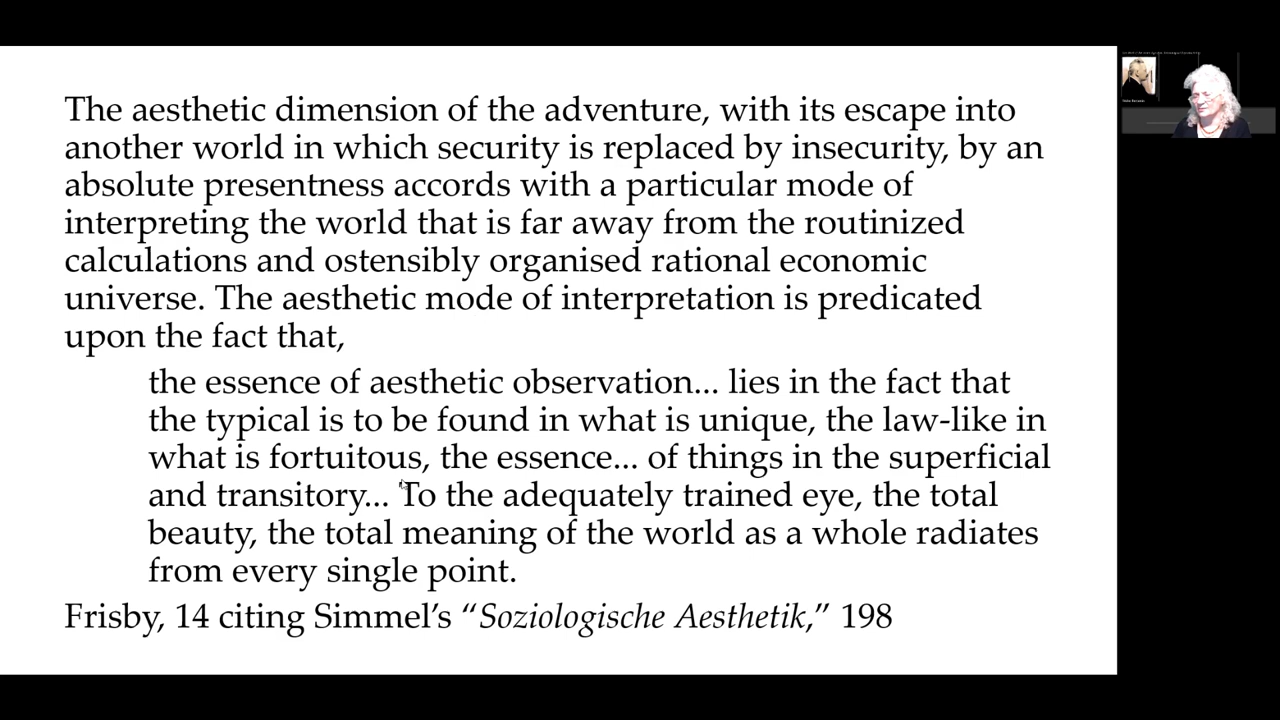 The aesthetic dimension of the adventure, with its escape into
another world in which security is replaced by insecurity, by an
absolute presentness accords with a particular mode of
interpreting the world that is far away from the routinized
calculations and ostensibly organised rational economic
universe. The aesthetic mode of interpretation is predicated
upon the fact that,
the essence of aesthetic observation... lies in the fact that
the typical is to be found in what is unique, the law-like in
what is fortuitous, the essence... of things in the superficial
and transitory... To the adequately trained eye, the total
beauty, the total meaning of the world as a whole radiates
from every single point.
Frisby, 14 citing Simmel's “Soziologische Aesthetik,” 198